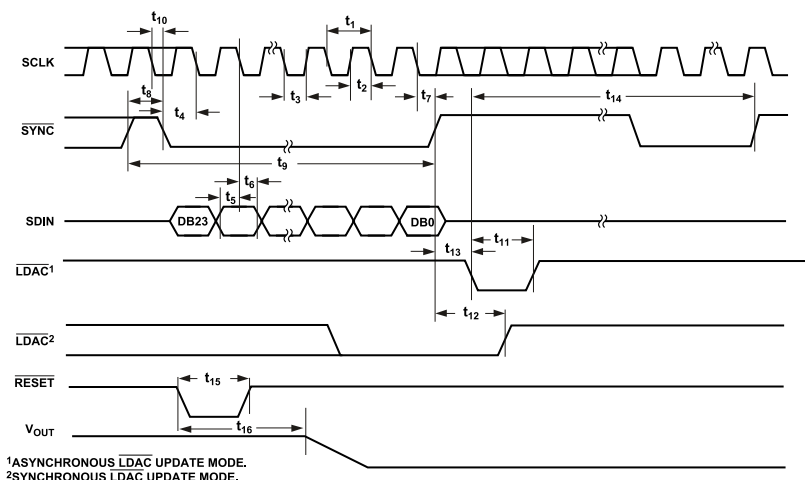 t10
t1
SCLK
t8
t4
t3
t2
t7
t14
SYNC
t9
t6
t5
SDIN
DB23
DB0
t13
t11
LDAC1
t12
LDAC2
RESET
t15
t16
VOUT
1ASYNCHRONOUS LDAC UPDATE MODE.
2SYNCHRONOUS LDAC UPDATE MODE.